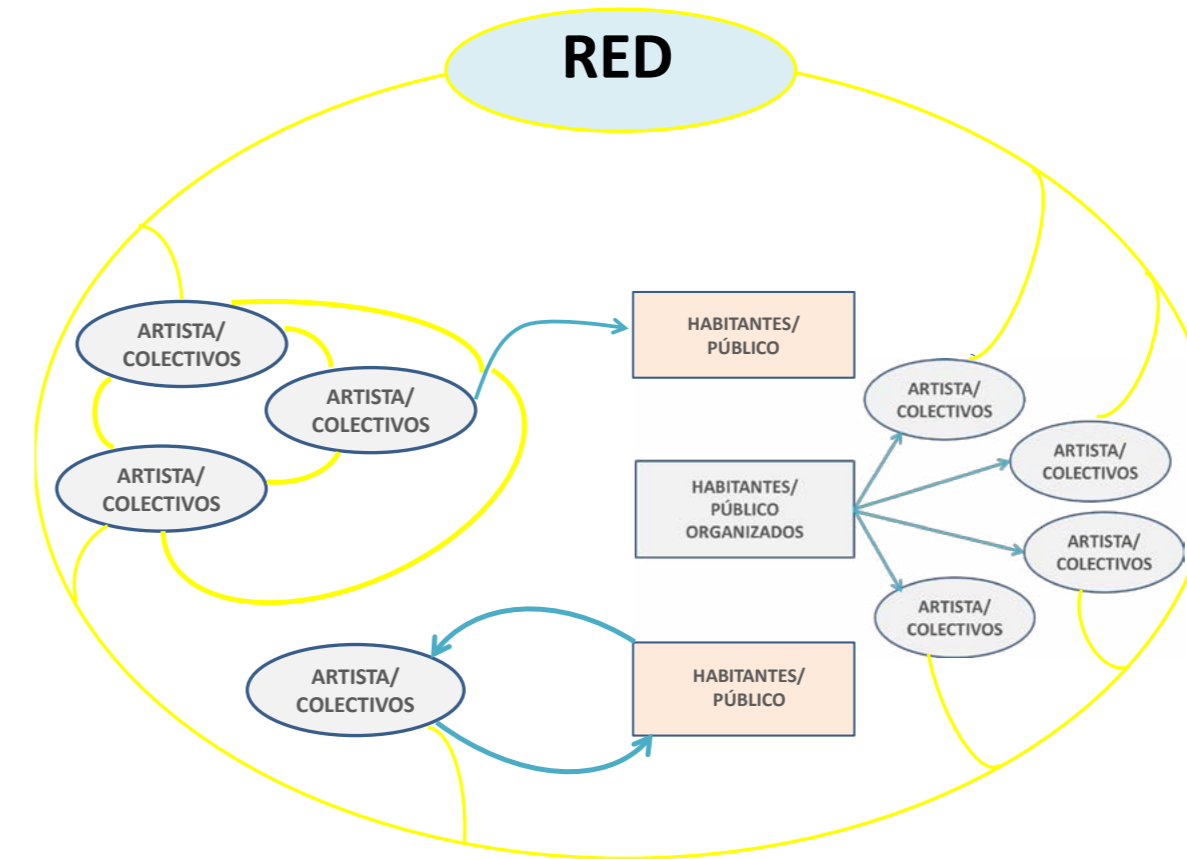 RED
ARTISTA/
COLECTIVOS
ARTISTA/
COLECTIVOS
ARTISTA/
COLECTIVOS
HABITANTES/
PÚBLICO
ARTISTA/
COLECTIVOS
ARTISTA/
COLECTIVOS
HABITANTES/
PÚBLICO
ORGANIZADOS
ARTISTA/
COLECTIVOS
ARTISTA/
COLECTIVOS
ARTISTA/
COLECTIVOS
HABITANTES/
PÚBLICO